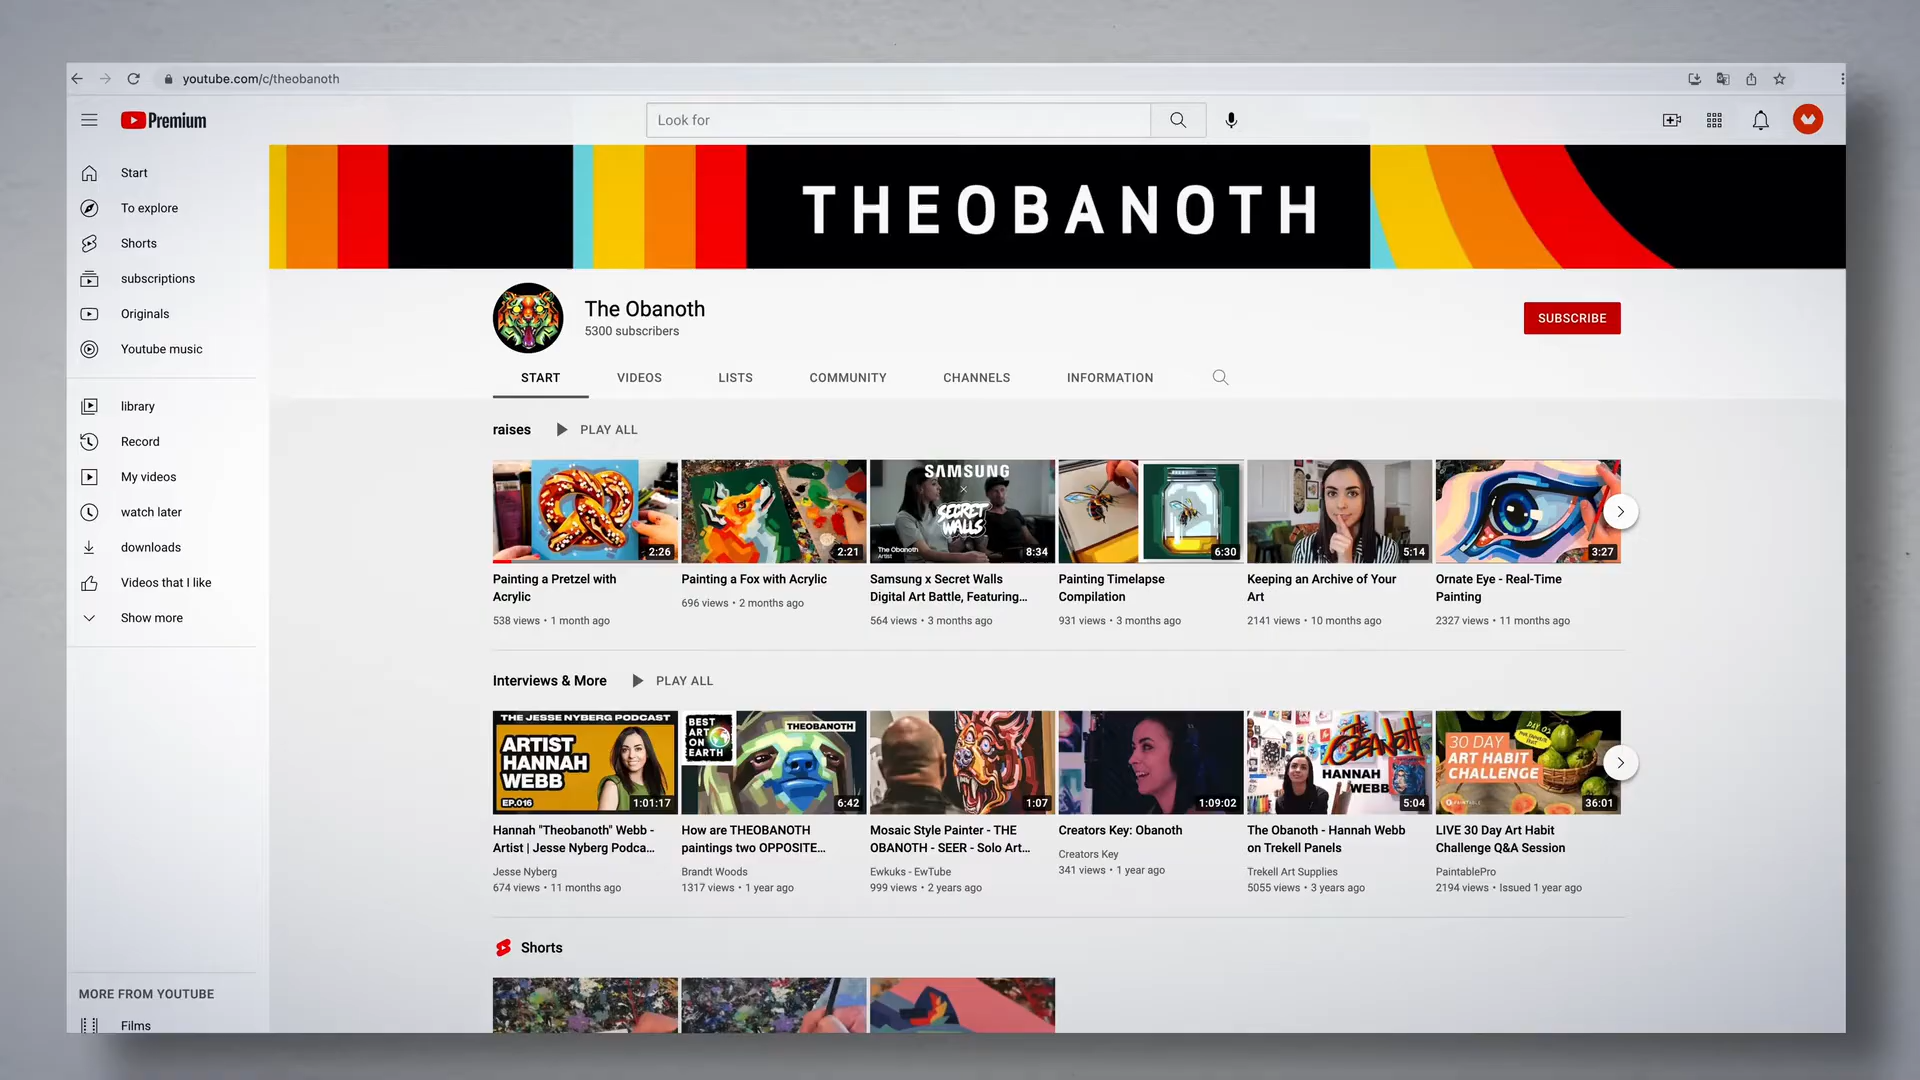 youtube.com/c/theobanoth
Premium
Look for
Start
To explore
Shorts
subscriptions
Originals
Youtube music
library
Record
My videos
watch later
downloads
Videos that I like
Show more
MORE FROM YOUTUBE
Films
THEOBANOTH
The Obanoth
5300 subscribers
SUBSCRIBE
START VIDEOS LISTS COMMUNITY CHANNELS INFORMATION
raises PLAY ALL
2:26
2:21
SAMSUNG
×
SECRET
WALLS
The Obanoth
Artist
8:34
6:30
5:14
3:27
Painting a Pretzel with
Acrylic
538 views • 1 month ago
Painting a Fox with Acrylic
696 views • 2 months ago
Samsung x Secret Walls
Digital Art Battle, Featuring...
564 views • 3 months ago
Painting Timelapse
Compilation
931 views • 3 months ago
Keeping an Archive of Your
Art
2141 views • 10 months ago
Ornate Eye - Real-Time
Painting
2327 views • 11 months ago
Interviews & More PLAY ALL
THE JESSE NYBERG PODCAST
ARTIST
HANNAH
WEBB
EP.016
1:01:17
BEST
ART
ON
EARTH
THEOBANOTH
6:42
1:07
1:09:02
THE
OBANOTH
HANNAH
WEBB
5:04
DAY 02
30 DAY
ART HABIT
CHALLENGE
PAINTABLE
36:01
Hannah "Theobanoth" Webb -
Artist | Jesse Nyberg Podca...
Jesse Nyberg
674 views • 11 months ago
How are THEOBANOTH
paintings two OPPOSITE...
Brandt Woods
1317 views • 1 year ago
Mosaic Style Painter - THE
OBANOTH - SEER - Solo Art...
Ewkuks - EwTube
999 views • 2 years ago
Creators Key: Obanoth
Creators Key
341 views • 1 year ago
The Obanoth - Hannah Webb
on Trekell Panels
Trekell Art Supplies
5055 views • 3 years ago
LIVE 30 Day Art Habit
Challenge Q&A Session
PaintablePro
2194 views • Issued 1 year ago
Shorts